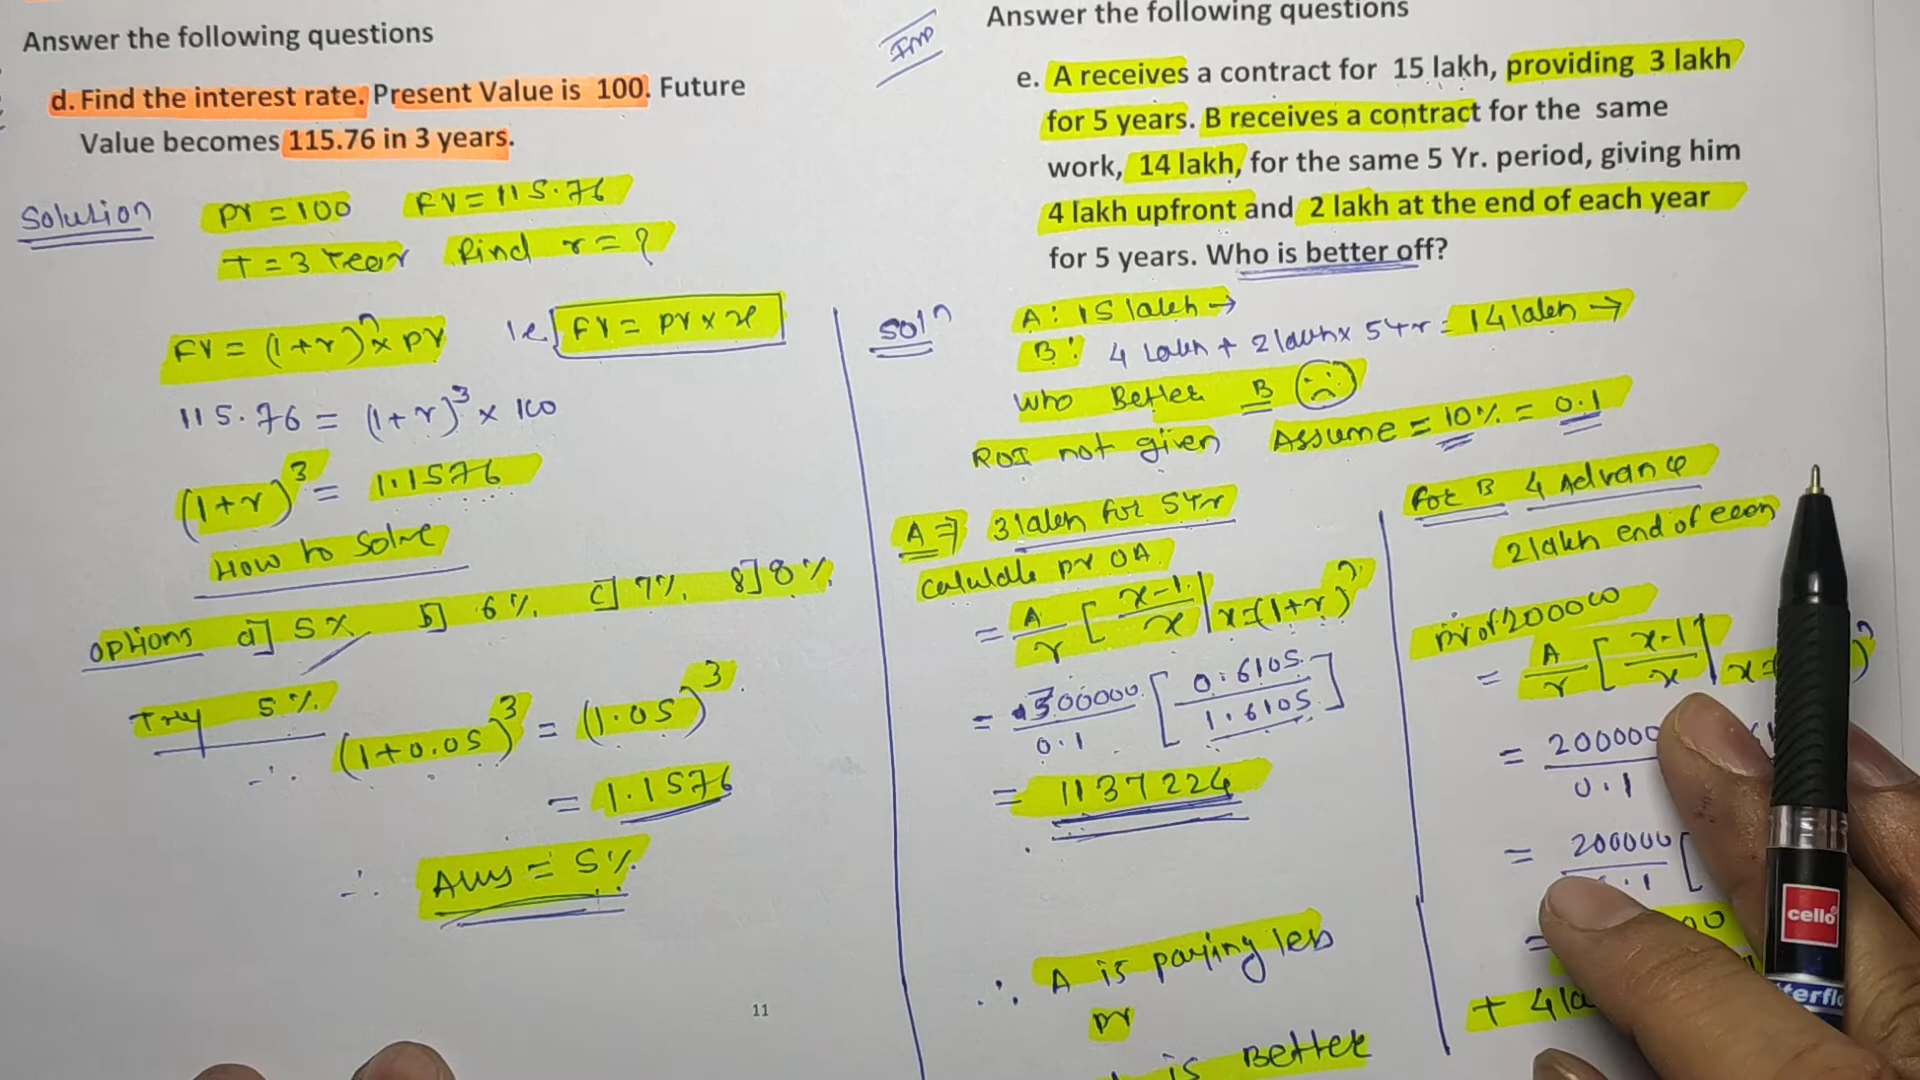 Answer the following questions
d. Find the interest rate. Present Value is 100. Future
Value becomes 115.76 in 3 years.
Solution
PV = 100 FV = 115.76
T = 3 Year find r = ?
FV = (1+r)^n × PV i.e. FV = PV × x
115.76 = (1+r)^3 × 100
(1+r)^3 = 1.1576
How to Solve
options a] 5% b] 6% c] 7% 8] 8%
Try 5%
∴ (1+0.05)^3 = (1.05)^3
= 1.1576
∴ Ans = 5%
11
Imp
Answer the following questions
e. A receives a contract for 15 lakh, providing 3 lakh
for 5 years. B receives a contract for the same
work, 14 lakh, for the same 5 Yr. period, giving him
4 lakh upfront and 2 lakh at the end of each year
for 5 years. Who is better off?
Soln
A: 15 lakh →
B: 4 lakh + 2 lakh × 5 Yr = 14 lakh →
Who Better B
ROI not given Assume = 10% = 0.1
A ⇒ 3 lakh for 5 Yr
Calculate PV OA
= A/r [x-1/x] x=(1+r)^n
= 300000/0.1 [0.6105/1.6105]
= 1137224
∴ A is paying less
PV
is Better
For B 4 Advance
2 lakh end of
PV of 200000
= A/r [x-1/x] x=
= 200000/0.1
= 200000 [
=
+ 4 la
cello